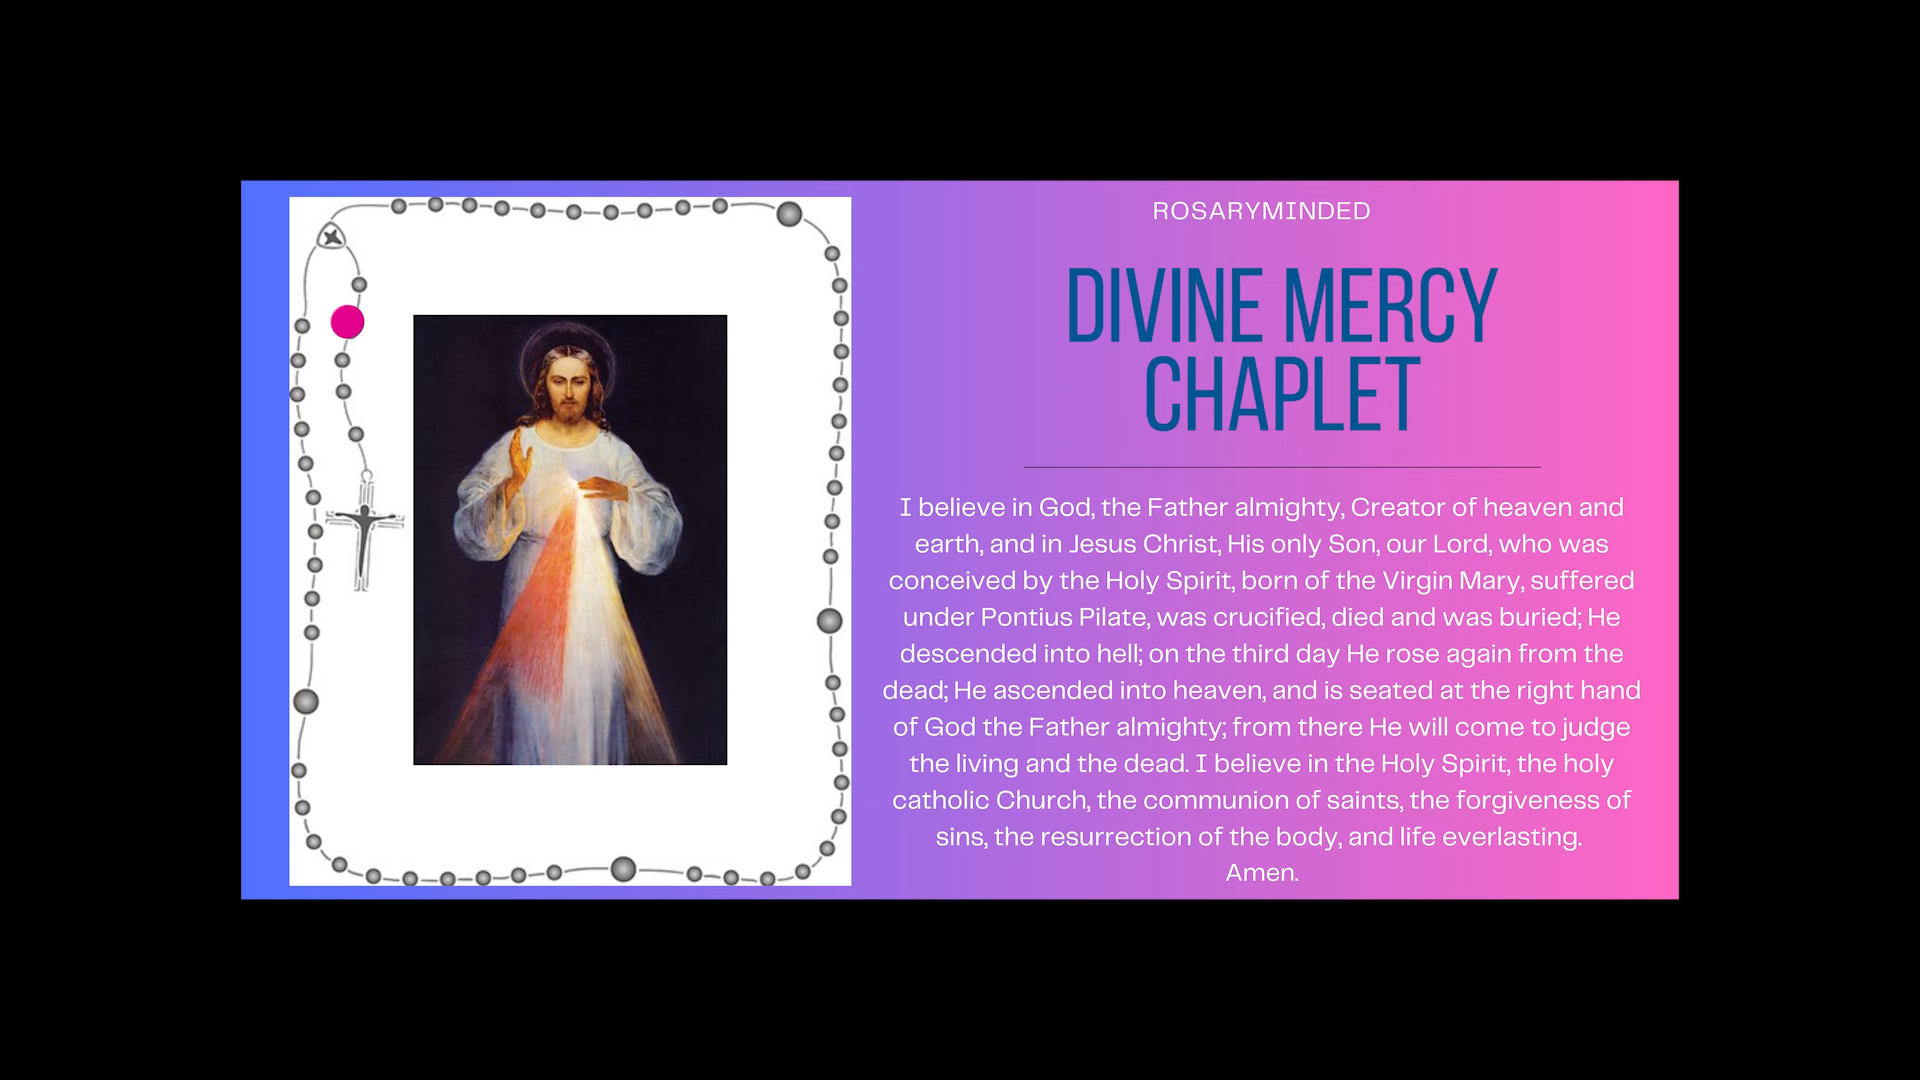 ROSARYMINDED
DIVINE MERCY
CHAPLET
I believe in God, the Father almighty, Creator of heaven and
earth, and in Jesus Christ, His only Son, our Lord, who was
conceived by the Holy Spirit, born of the Virgin Mary, suffered
under Pontius Pilate, was crucified, died and was buried; He
descended into hell; on the third day He rose again from the
dead; He ascended into heaven, and is seated at the right hand
of God the Father almighty; from there He will come to judge
the living and the dead. I believe in the Holy Spirit, the holy
catholic Church, the communion of saints, the forgiveness of
sins, the resurrection of the body, and life everlasting.
Amen.